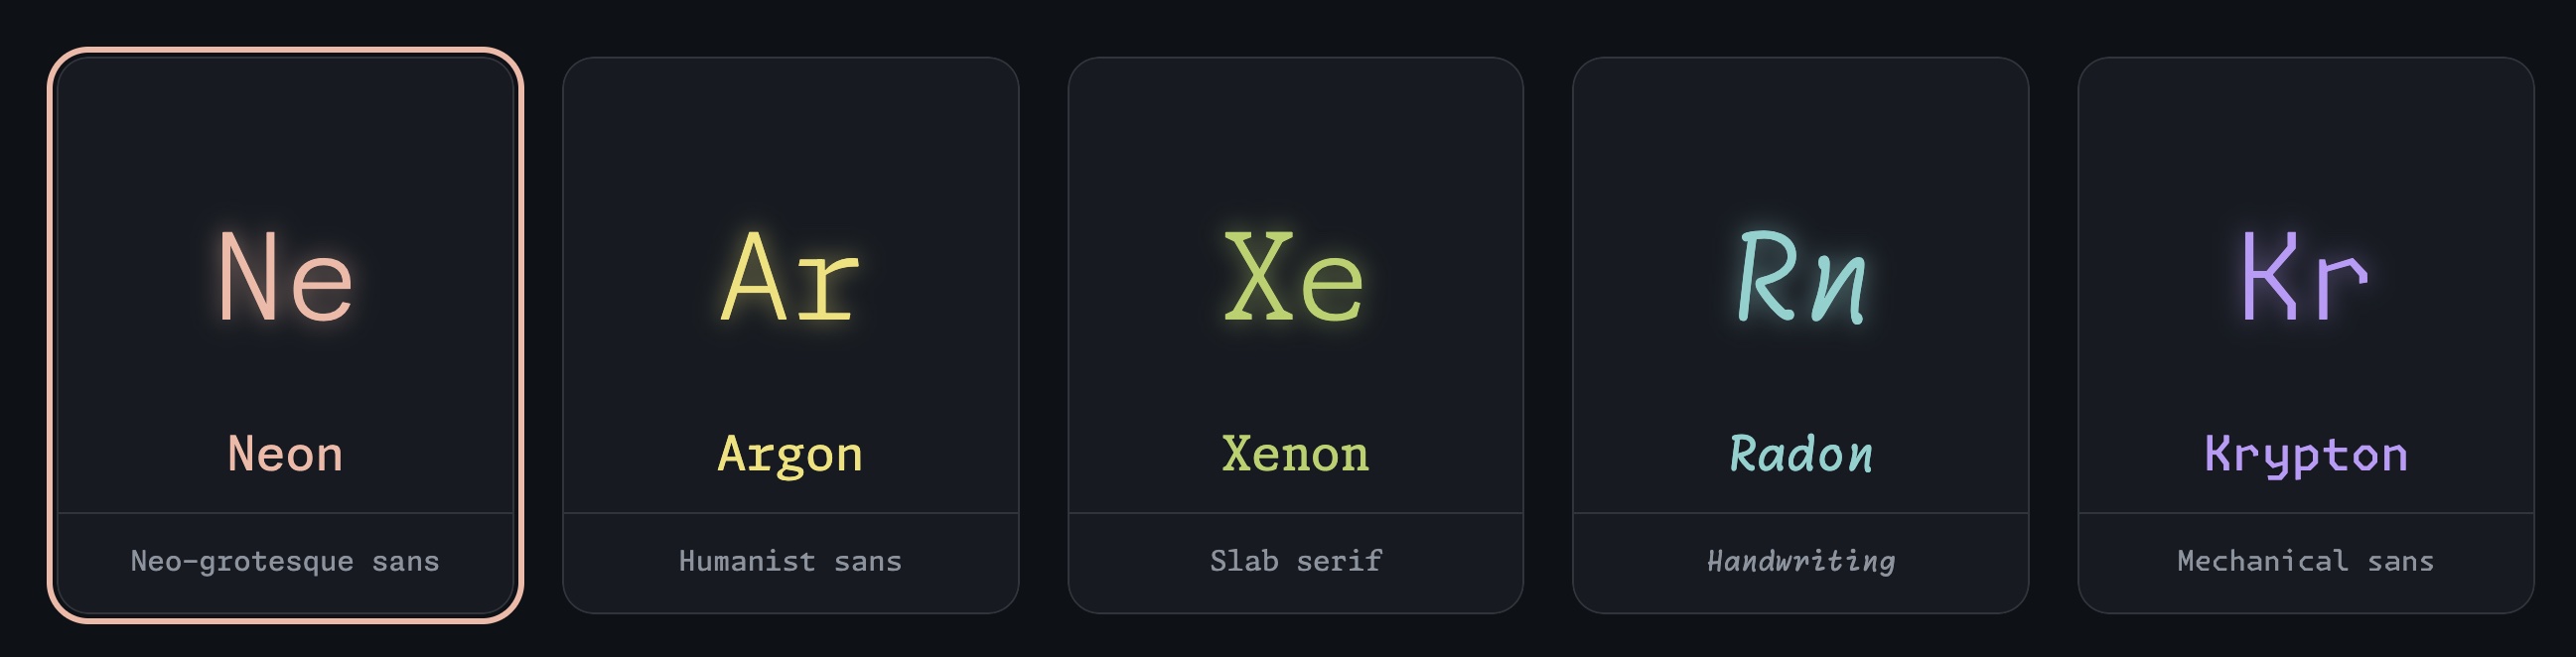 Ne
Neon
Neo-grotesque sans
Ar
Argon
Humanist sans
Xe
Xenon
Slab serif
Rn
Radon
Handwriting
Kr
Krypton
Mechanical sans